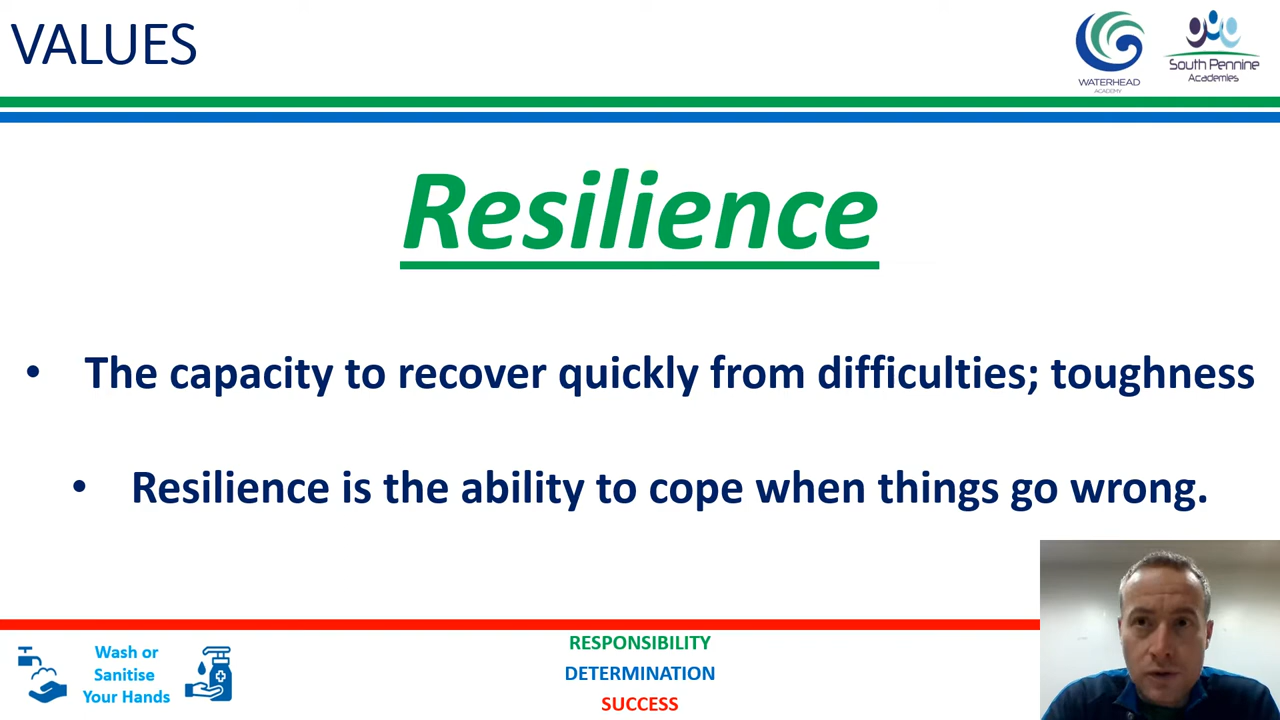 VALUES
WATERHEAD
ACADEMY
South Pennine
Academies
Resilience
• The capacity to recover quickly from difficulties; toughness
• Resilience is the ability to cope when things go wrong.
Wash or
Sanitise
Your Hands
RESPONSIBILITY
DETERMINATION
SUCCESS